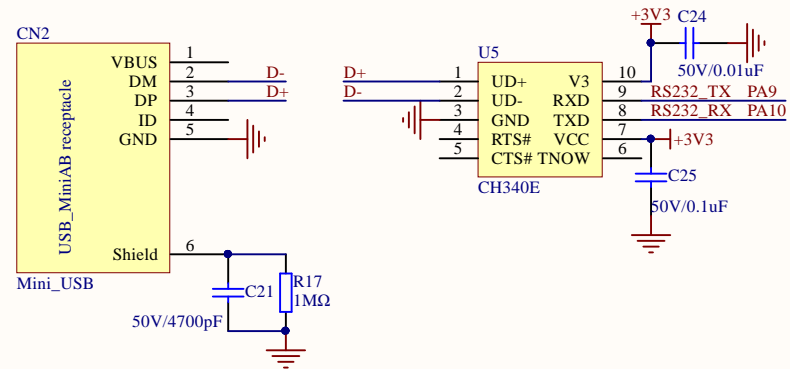 CN2
USB_MiniAB receptacle
VBUS 1
DM 2 D-
DP 3 D+
ID 4
GND 5
Shield 6
Mini_USB
C21
50V/4700pF
R17
1MΩ
+3V3
C24
50V/0.01uF
U5
D+ 1 UD+ V3 10
D- 2 UD- RXD 9 RS232_TX PA9
3 GND TXD 8 RS232_RX PA10
4 RTS# VCC 7 +3V3
5 CTS# TNOW 6
CH340E
C25
50V/0.1uF